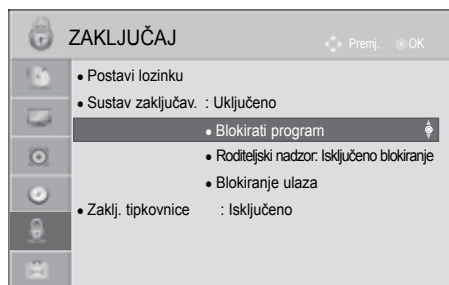 ZAKLJUČAJ
Premj. OK
• Postavi lozinku
• Sustav zaključav. : Uključeno
• Blokirati program
• Roditeljski nadzor: Isključeno blokiranje
• Blokiranje ulaza
• Zaklj. tipkovnice : Isključeno